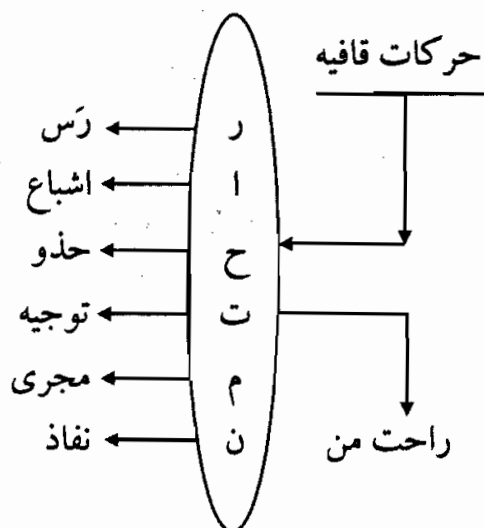 حرکات قافیه
ر رَس
ا اشباع
ح حذو
ت توجیه
م مجری
ن نفاذ
راحت من